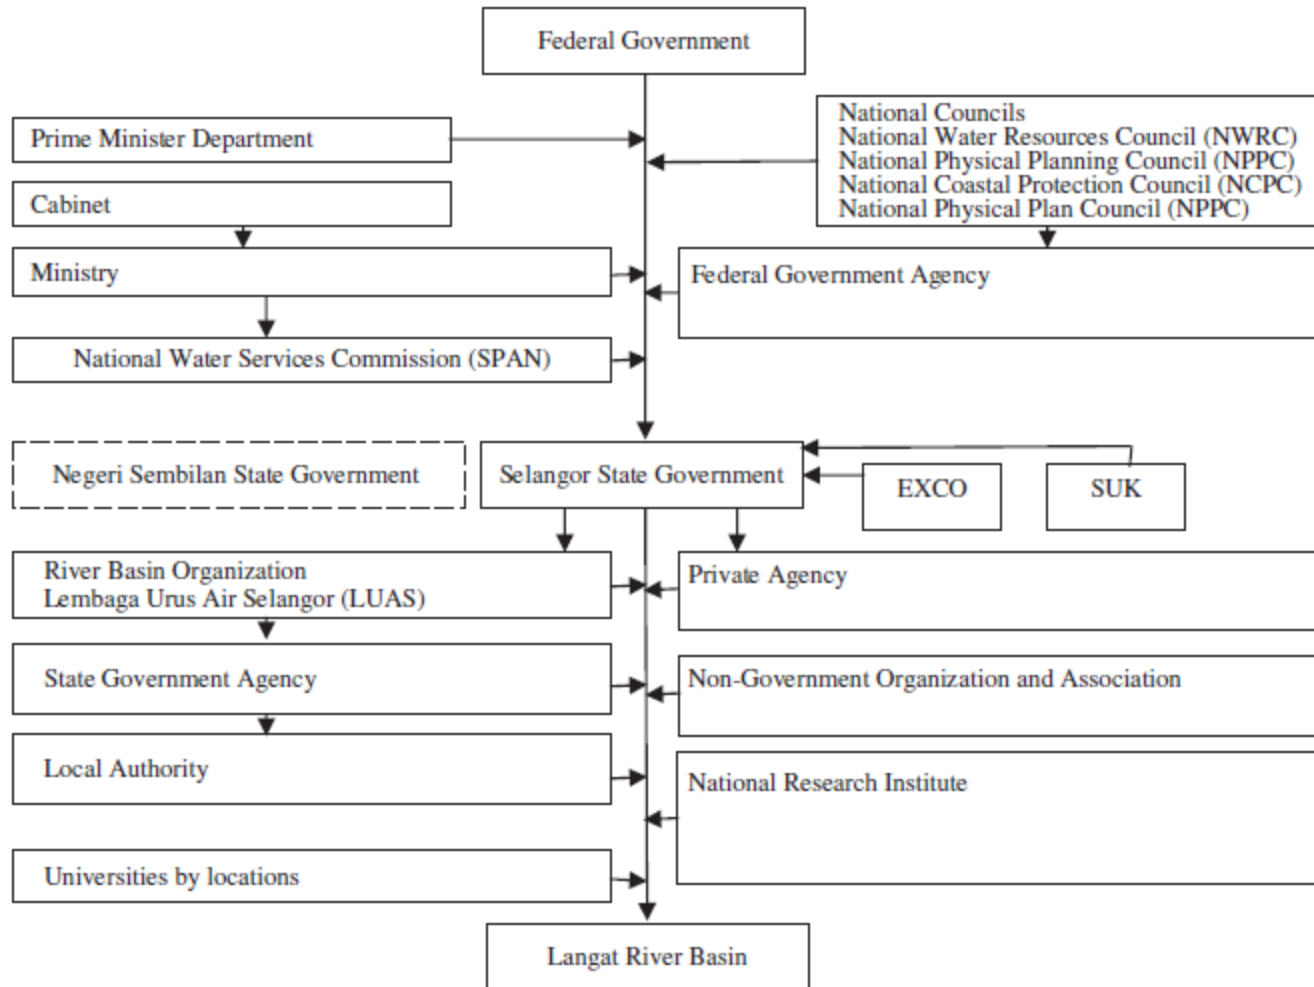 Federal Government
Prime Minister Department
National Councils
National Water Resources Council (NWRC)
National Physical Planning Council (NPPC)
National Coastal Protection Council (NCPC)
National Physical Plan Council (NPPC)
Cabinet
Ministry
Federal Government Agency
National Water Services Commission (SPAN)
Negeri Sembilan State Government
Selangor State Government
EXCO
SUK
River Basin Organization
Lembaga Urus Air Selangor (LUAS)
Private Agency
State Government Agency
Non-Government Organization and Association
Local Authority
National Research Institute
Universities by locations
Langat River Basin